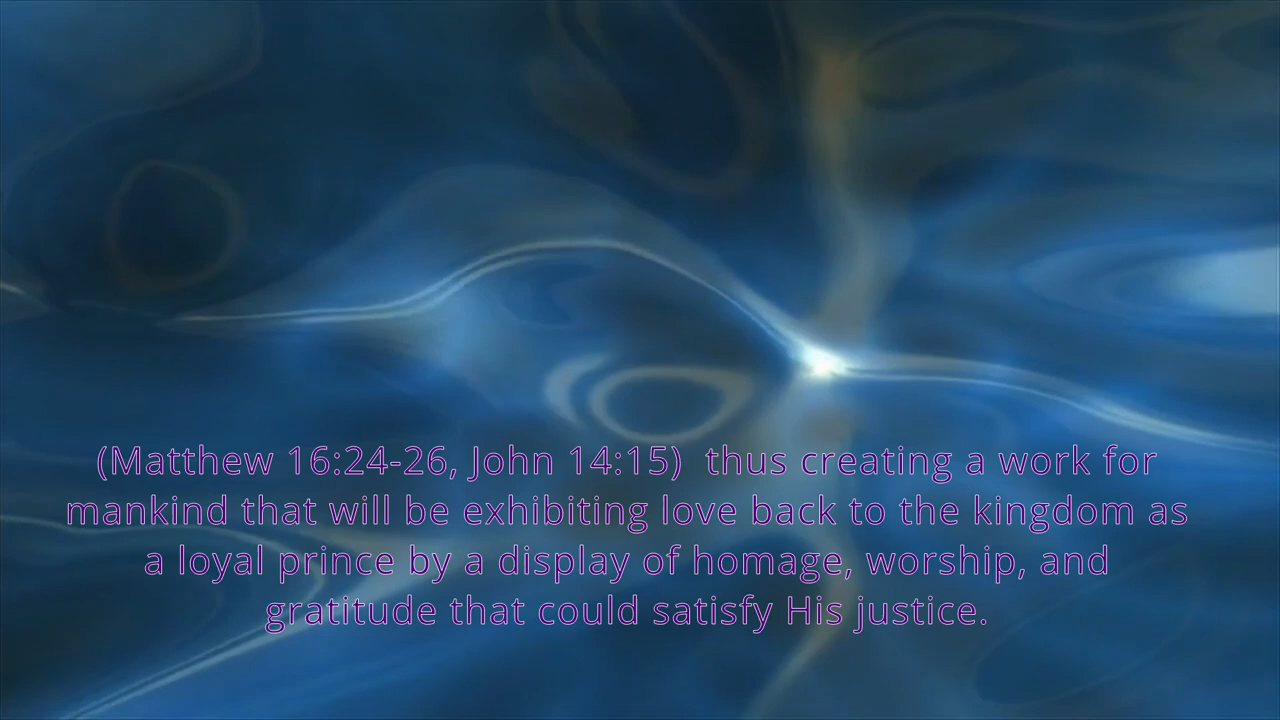 (Matthew 16:24-26, John 14:15)  thus creating a work for
mankind that will be exhibiting love back to the kingdom as
a loyal prince by a display of homage, worship, and
gratitude that could satisfy His justice.